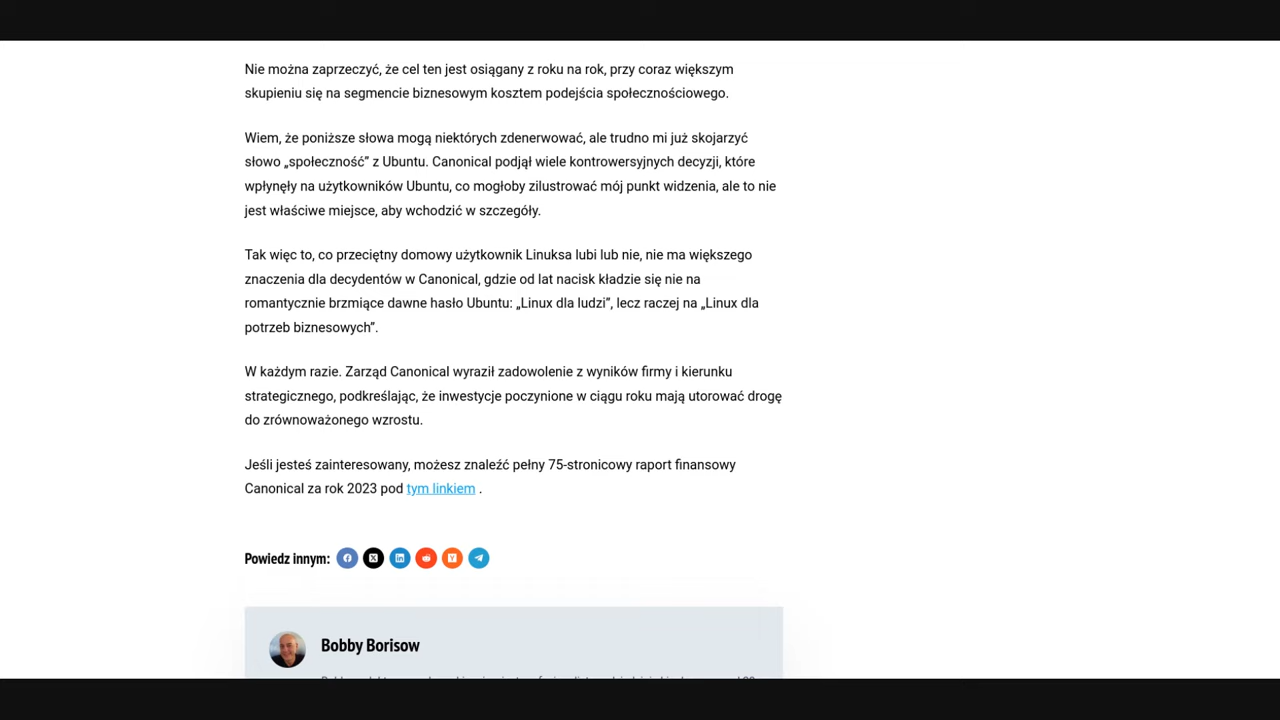 Nie można zaprzeczyć, że cel ten jest osiągany z roku na rok, przy coraz większym
skupieniu się na segmencie biznesowym kosztem podejścia społecznościowego.
Wiem, że poniższe słowa mogą niektórych zdenerwować, ale trudno mi już skojarzyć
słowo „społeczność” z Ubuntu. Canonical podjął wiele kontrowersyjnych decyzji, które
wpłynęły na użytkowników Ubuntu, co mogłoby zilustrować mój punkt widzenia, ale to nie
jest właściwe miejsce, aby wchodzić w szczegóły.
Tak więc to, co przeciętny domowy użytkownik Linuksa lubi lub nie, nie ma większego
znaczenia dla decydentów w Canonical, gdzie od lat nacisk kładzie się nie na
romantycznie brzmiące dawne hasło Ubuntu: „Linux dla ludzi”, lecz raczej na „Linux dla
potrzeb biznesowych”.
W każdym razie. Zarząd Canonical wyraził zadowolenie z wyników firmy i kierunku
strategicznego, podkreślając, że inwestycje poczynione w ciągu roku mają utorować drogę
do zrównoważonego wzrostu.
Jeśli jesteś zainteresowany, możesz znaleźć pełny 75-stronicowy raport finansowy
Canonical za rok 2023 pod tym linkiem .
Powiedz innym:
Bobby Borisow